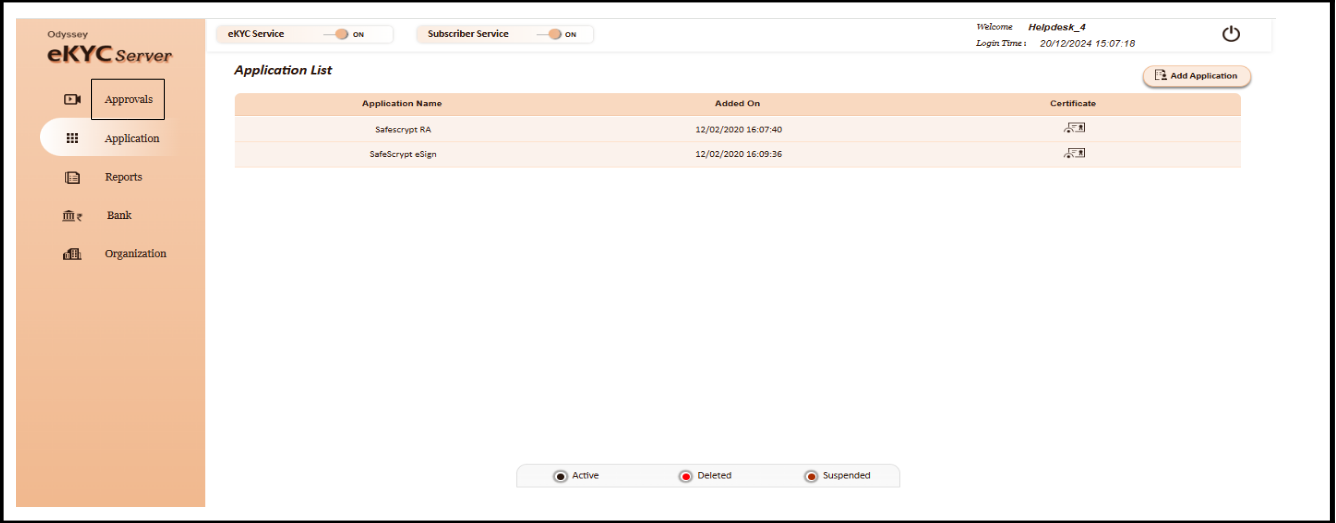 Odyssey
eKYC Server
eKYC Service ON Subscriber Service ON
Welcome Helpdesk_4
Login Time : 20/12/2024 15:07:18
Approvals
Application
Reports
Bank
Organization
Application List
Add Application
Application Name Added On Certificate
Safescrypt RA 12/02/2020 16:07:40
SafeScrypt eSign 12/02/2020 16:09:36
Active Deleted Suspended